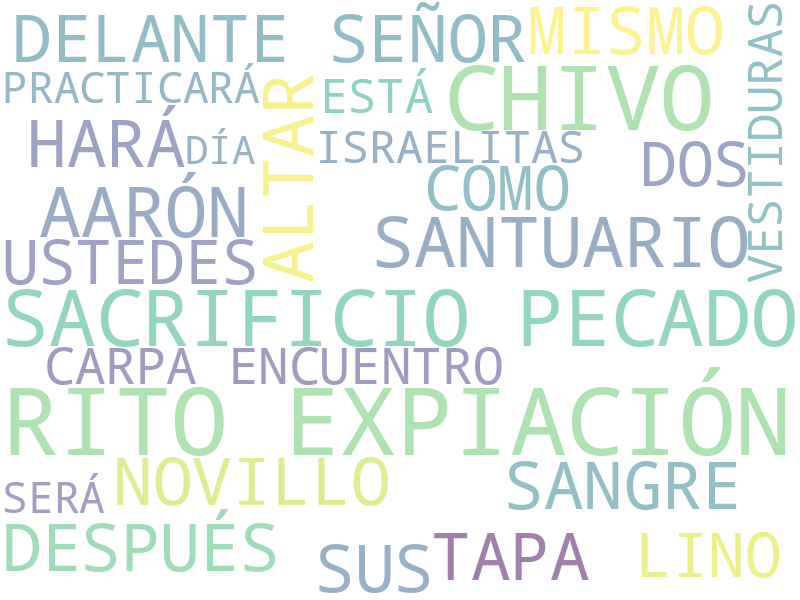 DELANTE SEÑOR
MISMO
VESTIDURAS
PRACTICARÁ
ALTAR
ESTÁ
CHIVO
HARÁ
DÍA
ISRAELITAS
DOS
COMO
AARÓN
SANTUARIO
USTEDES
SACRIFICIO PECADO
CARPA ENCUENTRO
RITO EXPIACIÓN
NOVILLO
SANGRE
SERÁ
DESPUÉS
SUS
TAPA
LINO